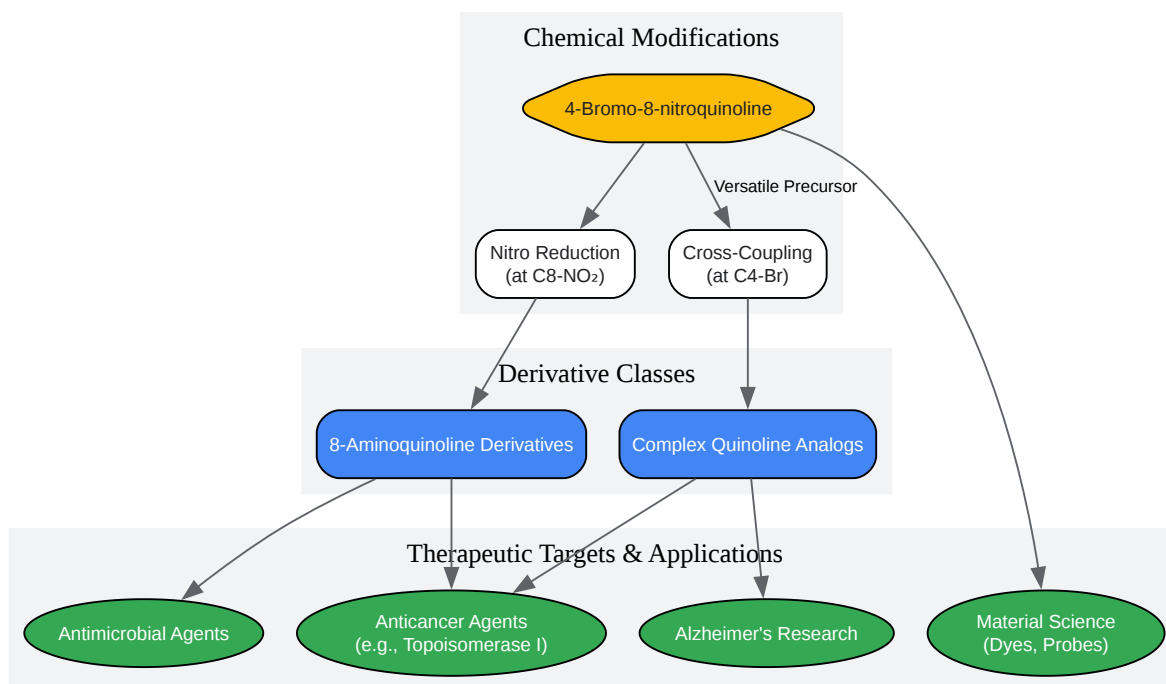 Chemical Modifications
4-Bromo-8-nitroquinoline
Versatile Precursor
Nitro Reduction
(at C8-NO₂)
Cross-Coupling
(at C4-Br)
Derivative Classes
8-Aminoquinoline Derivatives
Complex Quinoline Analogs
Therapeutic Targets & Applications
Antimicrobial Agents
Anticancer Agents
(e.g., Topoisomerase I)
Alzheimer's Research
Material Science
(Dyes, Probes)